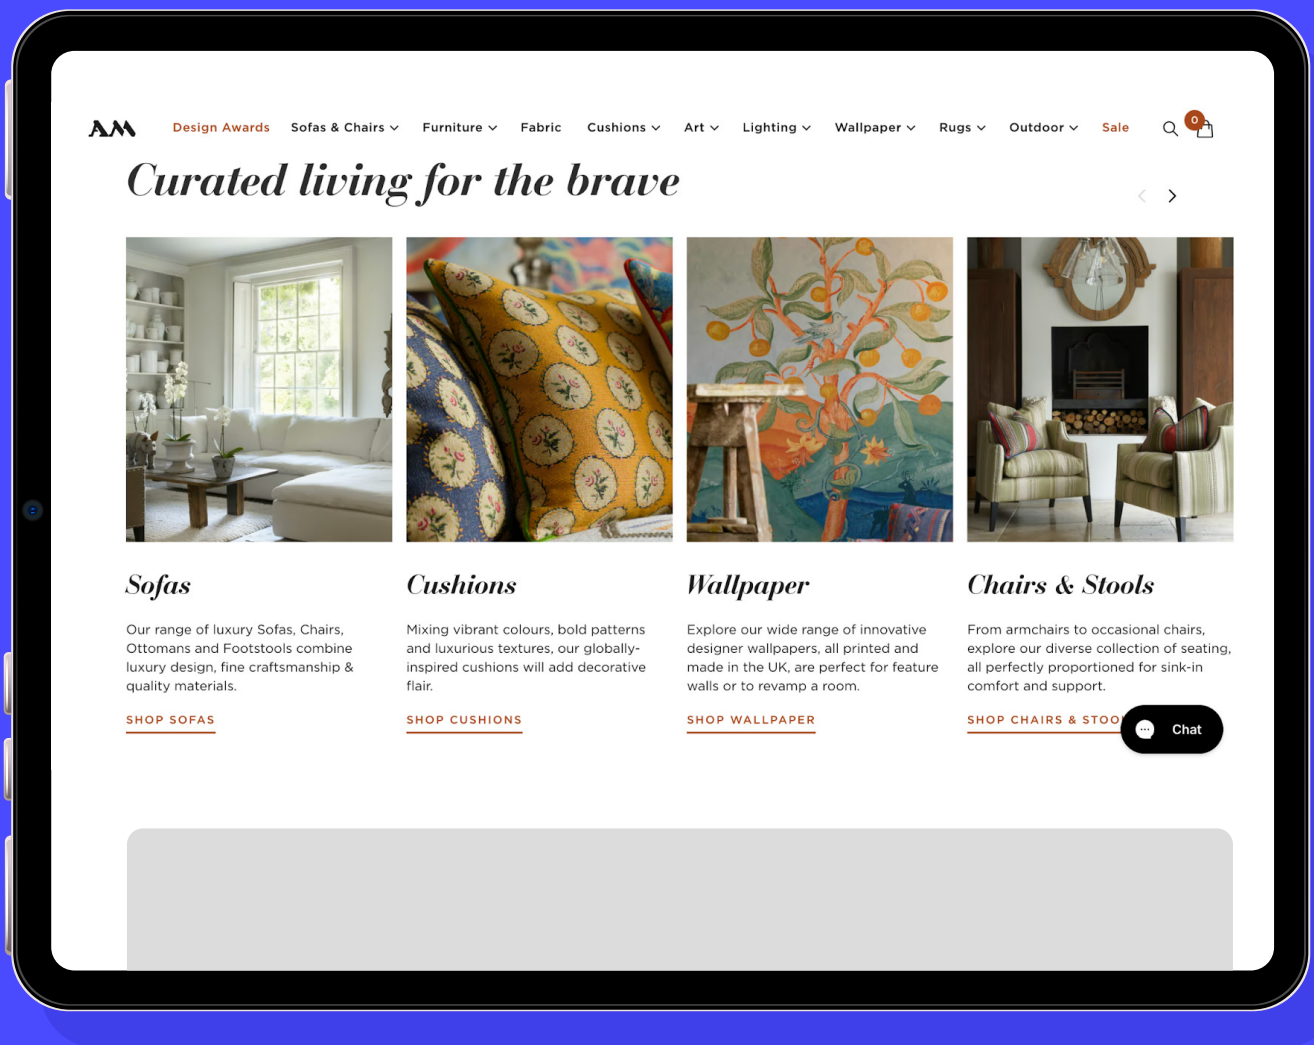 AM Design Awards Sofas & Chairs Furniture Fabric Cushions Art Lighting Wallpaper Rugs Outdoor Sale 0
Curated living for the brave
Sofas
Our range of luxury Sofas, Chairs,
Ottomans and Footstools combine
luxury design, fine craftsmanship &
quality materials.
SHOP SOFAS
Cushions
Mixing vibrant colours, bold patterns
and luxurious textures, our globally-
inspired cushions will add decorative
flair.
SHOP CUSHIONS
Wallpaper
Explore our wide range of innovative
designer wallpapers, all printed and
made in the UK, are perfect for feature
walls or to revamp a room.
SHOP WALLPAPER
Chairs & Stools
From armchairs to occasional chairs,
explore our diverse collection of seating,
all perfectly proportioned for sink-in
comfort and support.
SHOP CHAIRS &
Chat